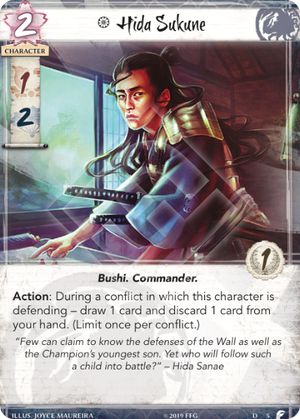 2
Hida Sukune
CHARACTER
1
2
Bushi. Commander.
1
Action: During a conflict in which this character is
defending – draw 1 card and discard 1 card from
your hand. (Limit once per conflict.)
“Few can claim to know the defenses of the Wall as well as
the Champion’s youngest son. Yet who will follow such
a child into battle?” – Hida Sanae
ILLUS. JOYCE MAUREIRA
©2019 FFG
D
5